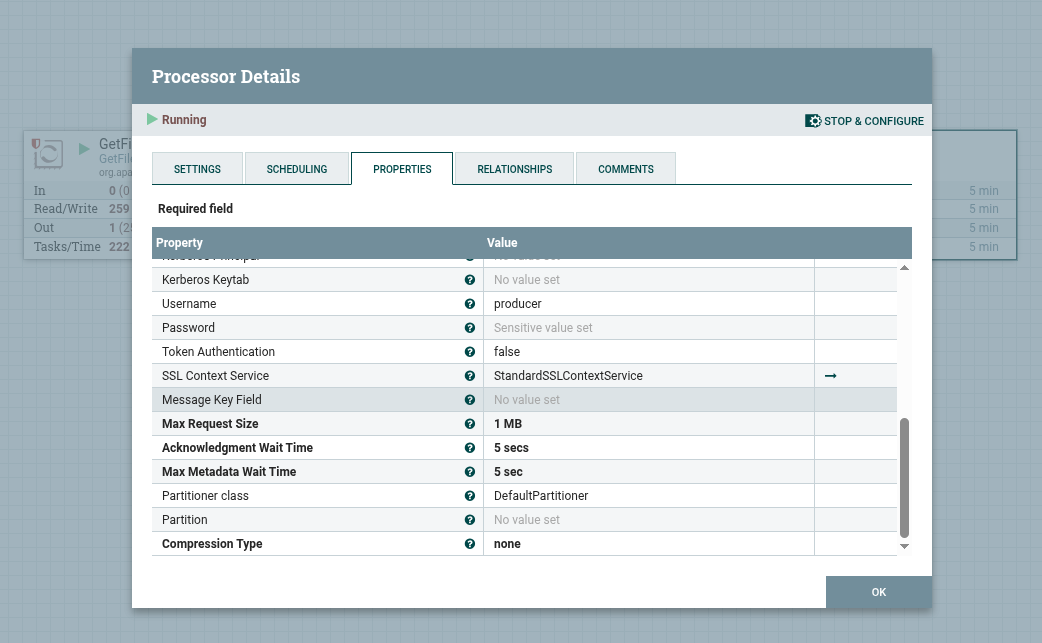 Processor Details
Running
STOP & CONFIGURE
SETTINGS SCHEDULING PROPERTIES RELATIONSHIPS COMMENTS
Required field
Property Value
Kerberos Keytab No value set
Username producer
Password Sensitive value set
Token Authentication false
SSL Context Service StandardSSLContextService
Message Key Field No value set
Max Request Size 1 MB
Acknowledgment Wait Time 5 secs
Max Metadata Wait Time 5 sec
Partitioner class DefaultPartitioner
Partition No value set
Compression Type none
OK
GetFi
GetFile
org.apa
In 0 (0 5 min
Read/Write 259 5 min
Out 1 (25 5 min
Tasks/Time 222 5 min